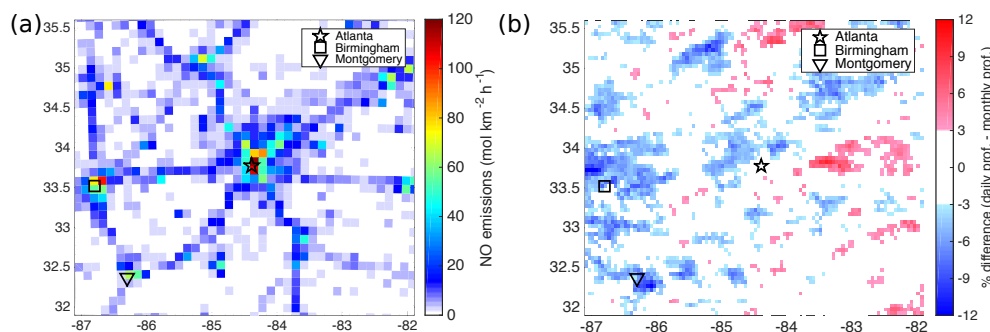 (a)
35.5
35
34.5
34
33.5
33
32.5
32
-87 -86 -85 -84 -83 -82
Atlanta
Birmingham
Montgomery
120
100
80
60
40
20
0
NO emissions (mol km⁻² h⁻¹)
(b)
35.5
35
34.5
34
33.5
33
32.5
32
-87 -86 -85 -84 -83 -82
Atlanta
Birmingham
Montgomery
12
9
6
3
0
-3
-6
-9
-12
% difference (daily prof. - monthly prof.)